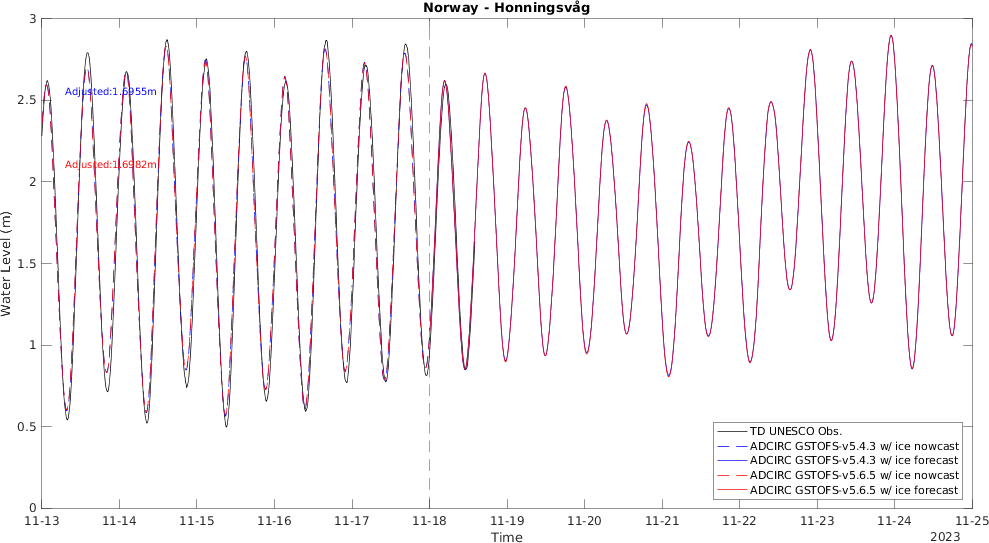 Norway - Honningsvåg
3
2.5
2
1.5
1
0.5
0
Water Level (m)
Adjusted:1.6955m
Adjusted:1.6982m
TD UNESCO Obs.
ADCIRC GSTOFS-v5.4.3 w/ ice nowcast
ADCIRC GSTOFS-v5.4.3 w/ ice forecast
ADCIRC GSTOFS-v5.6.5 w/ ice nowcast
ADCIRC GSTOFS-v5.6.5 w/ ice forecast
11-13 11-14 11-15 11-16 11-17 11-18 11-19 11-20 11-21 11-22 11-23 11-24 11-25
Time
2023